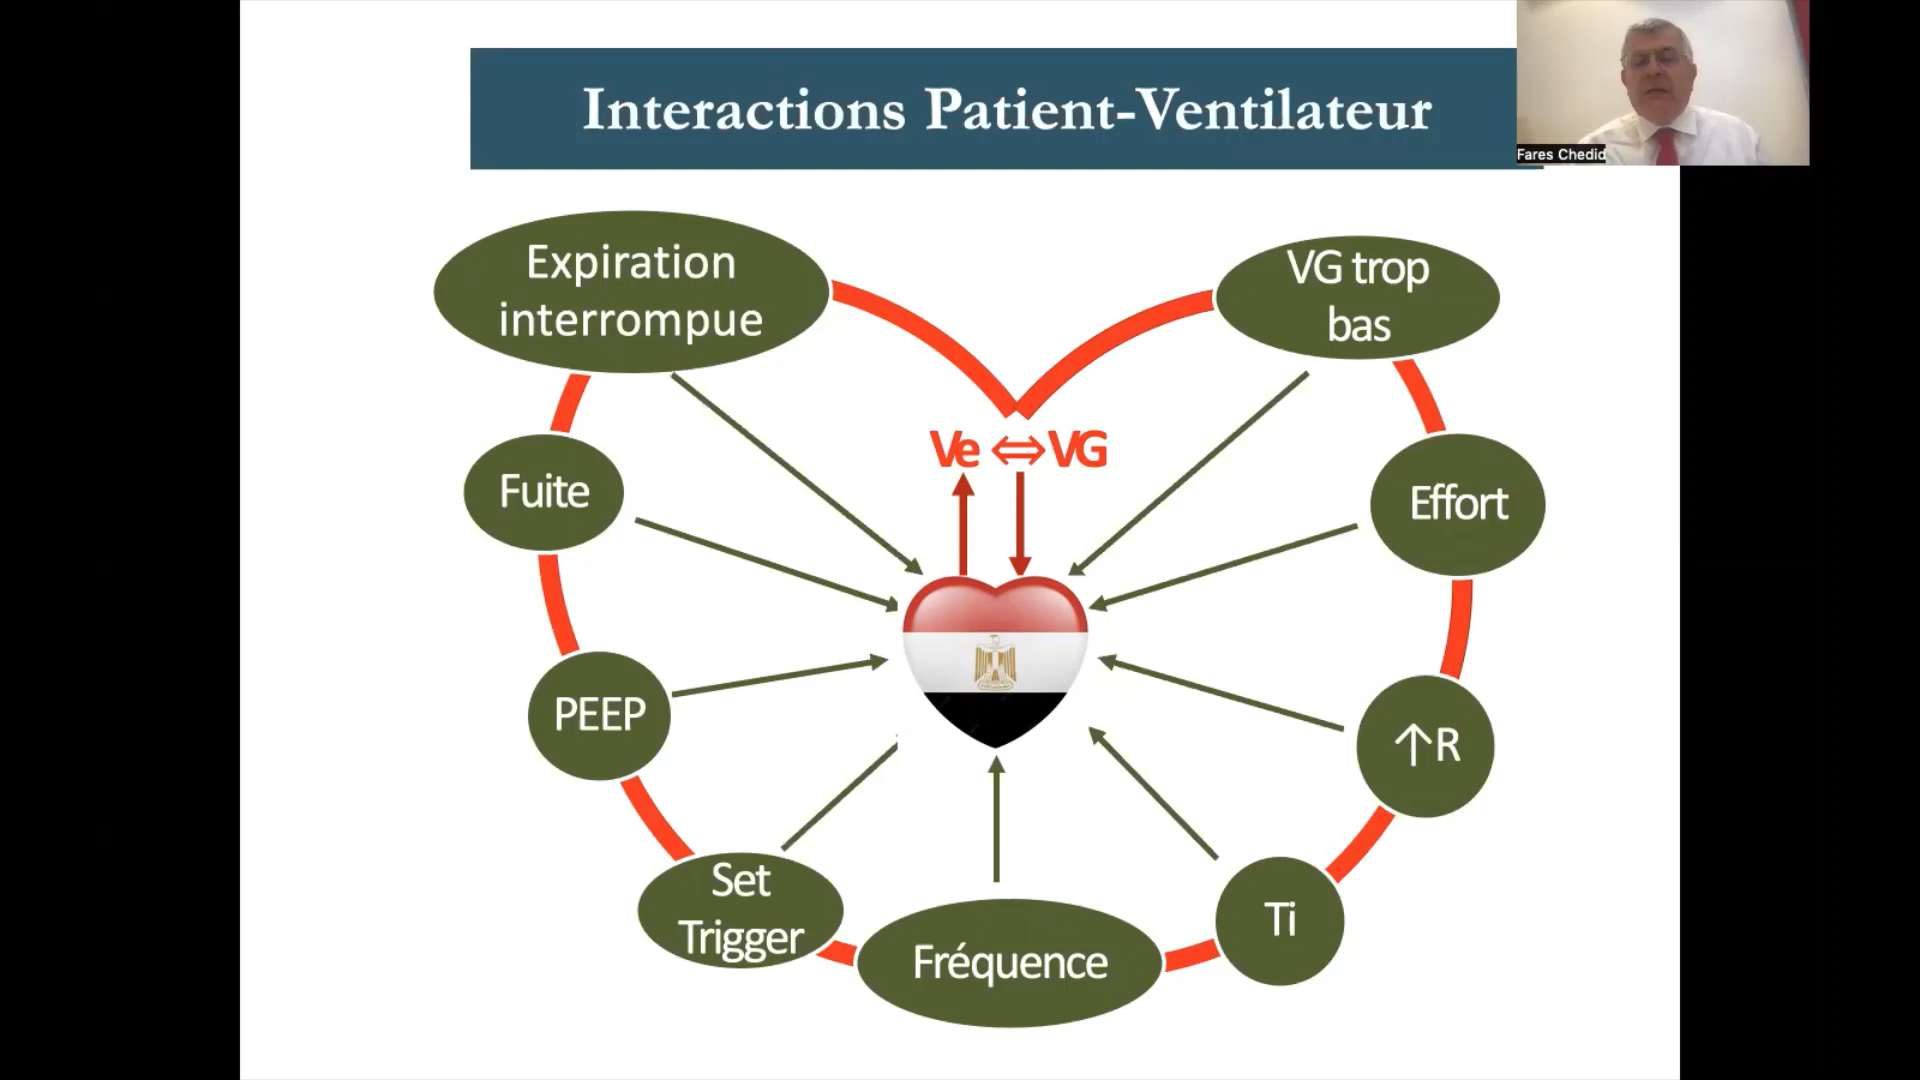 Interactions Patient-Ventilateur
Fares Chedid
Expiration
interrompue
VG trop
bas
Ve ⇔ VG
Fuite
Effort
PEEP
↑R
Set
Trigger
Fréquence
Ti